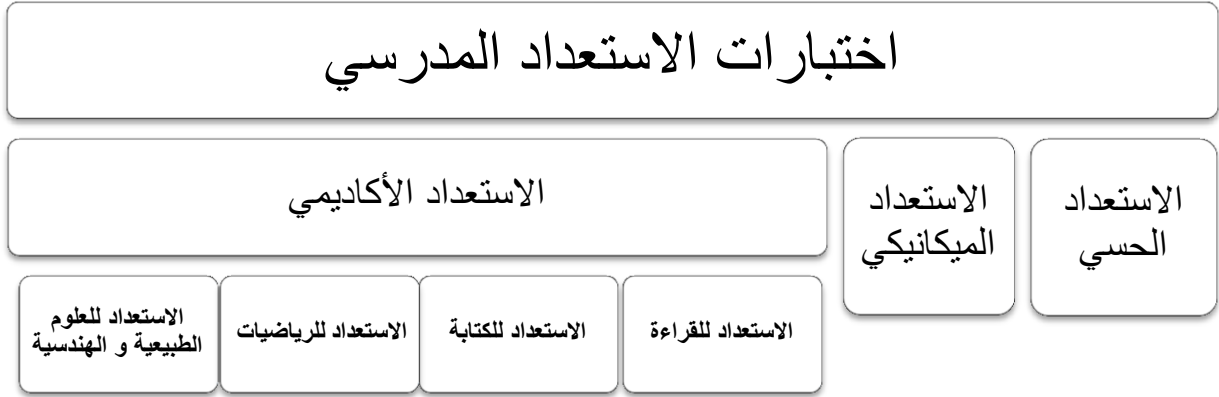 اختبارات الاستعداد المدرسي
الاستعداد
الحسي
الاستعداد
الميكانيكي
الاستعداد الأكاديمي
الاستعداد للقراءة
الاستعداد للكتابة
الاستعداد للرياضيات
الاستعداد للعلوم
الطبيعية و الهندسية